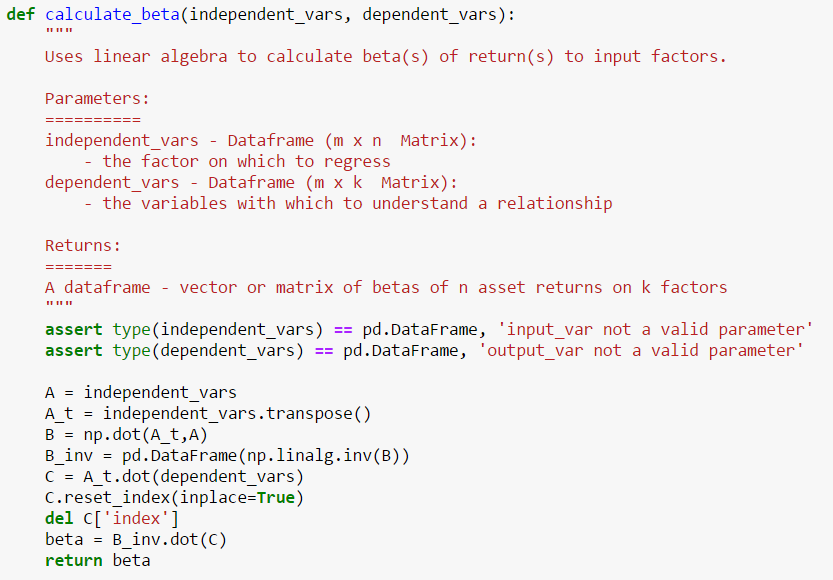 def calculate_beta(independent_vars, dependent_vars):
    """
    Uses linear algebra to calculate beta(s) of return(s) to input factors.

    Parameters:
    ==========
    independent_vars - Dataframe (m x n  Matrix):
        - the factor on which to regress
    dependent_vars - Dataframe (m x k  Matrix):
        - the variables with which to understand a relationship

    Returns:
    =======
    A dataframe - vector or matrix of betas of n asset returns on k factors
    """
    assert type(independent_vars) == pd.DataFrame, 'input_var not a valid parameter'
    assert type(dependent_vars) == pd.DataFrame, 'output_var not a valid parameter'

    A = independent_vars
    A_t = independent_vars.transpose()
    B = np.dot(A_t,A)
    B_inv = pd.DataFrame(np.linalg.inv(B))
    C = A_t.dot(dependent_vars)
    C.reset_index(inplace=True)
    del C['index']
    beta = B_inv.dot(C)
    return beta